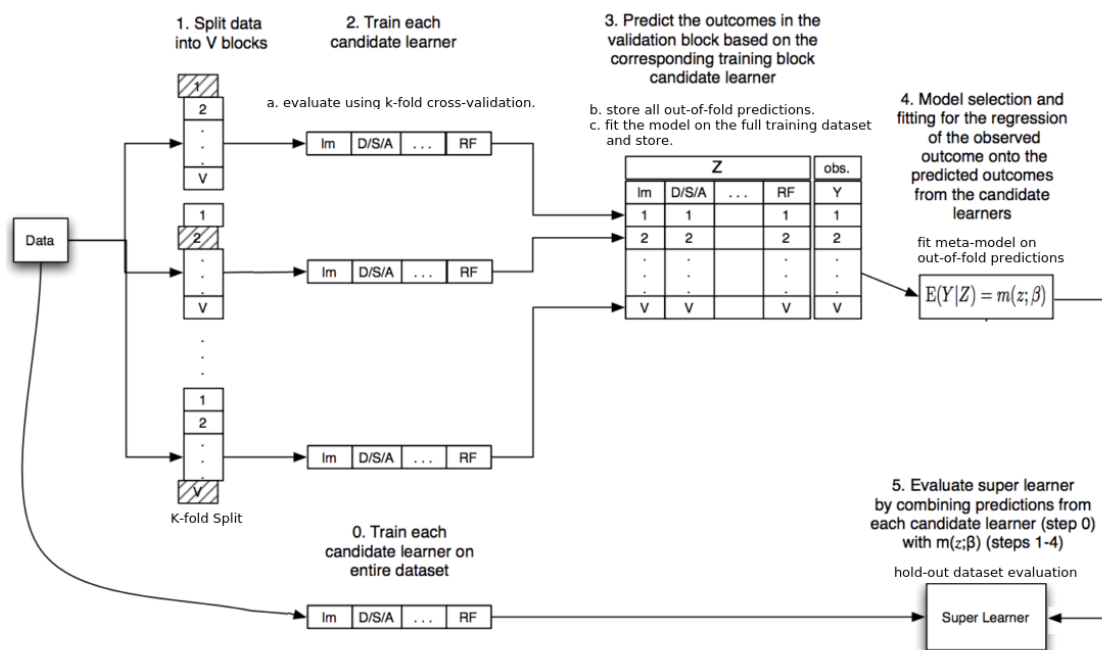 1. Split data
into V blocks
2. Train each
candidate learner
3. Predict the outcomes in the
validation block based on the
corresponding training block
candidate learner
a. evaluate using k-fold cross-validation.
b. store all out-of-fold predictions.
c. fit the model on the full training dataset
and store.
4. Model selection and
fitting for the regression
of the observed
outcome onto the
predicted outcomes
from the candidate
learners
fit meta-model on
out-of-fold predictions
E(Y|Z) = m(z;β)
Data
1
2
.
.
.
V
1
2
.
.
.
V
.
.
.
1
2
.
.
.
V
K-fold Split
lm D/S/A ... RF
lm D/S/A ... RF
lm D/S/A ... RF
Z obs.
lm D/S/A ... RF Y
1 1 1 1
2 2 2 2
. . . .
. . . .
. . . .
V V V V
0. Train each
candidate learner on
entire dataset
lm D/S/A ... RF
5. Evaluate super learner
by combining predictions from
each candidate learner (step 0)
with m(z;β) (steps 1-4)
hold-out dataset evaluation
Super Learner